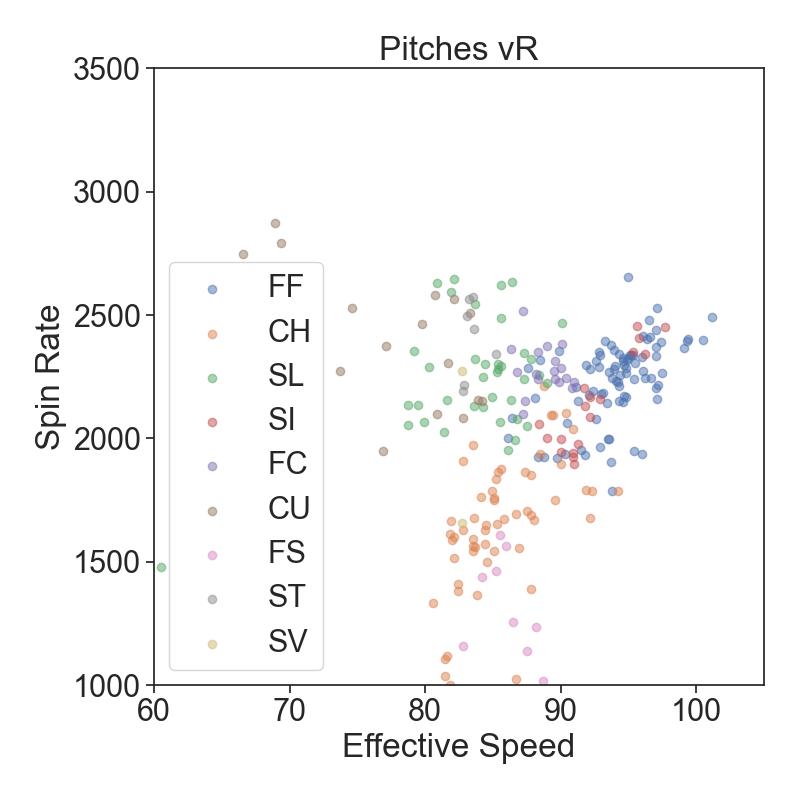 Pitches vR
3500
3000
2500
2000
1500
1000
Spin Rate
FF
CH
SL
SI
FC
CU
FS
ST
SV
60 70 80 90 100
Effective Speed